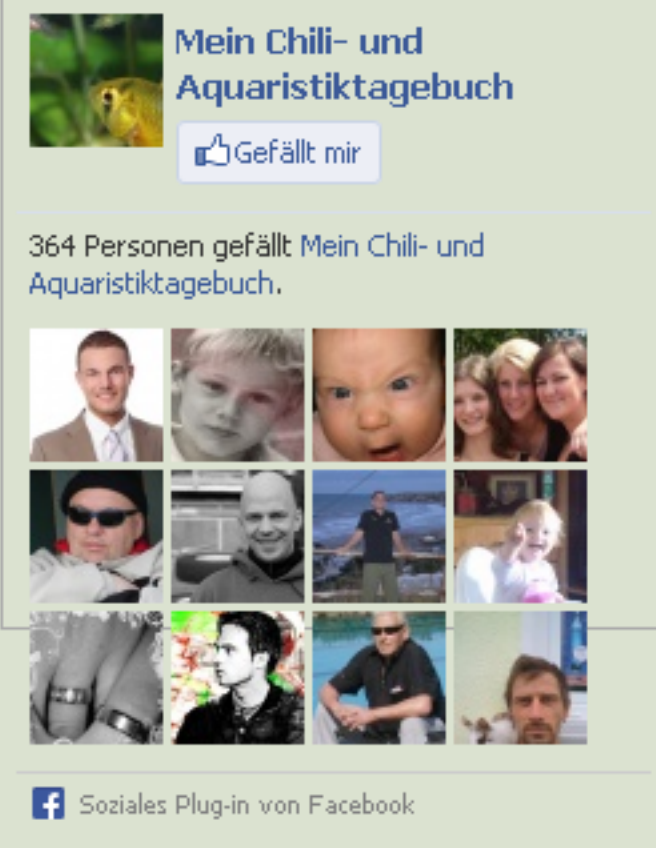 Mein Chili- und
Aquaristiktagebuch
Gefällt mir
364 Personen gefällt Mein Chili- und
Aquaristiktagebuch.
Soziales Plug-in von Facebook